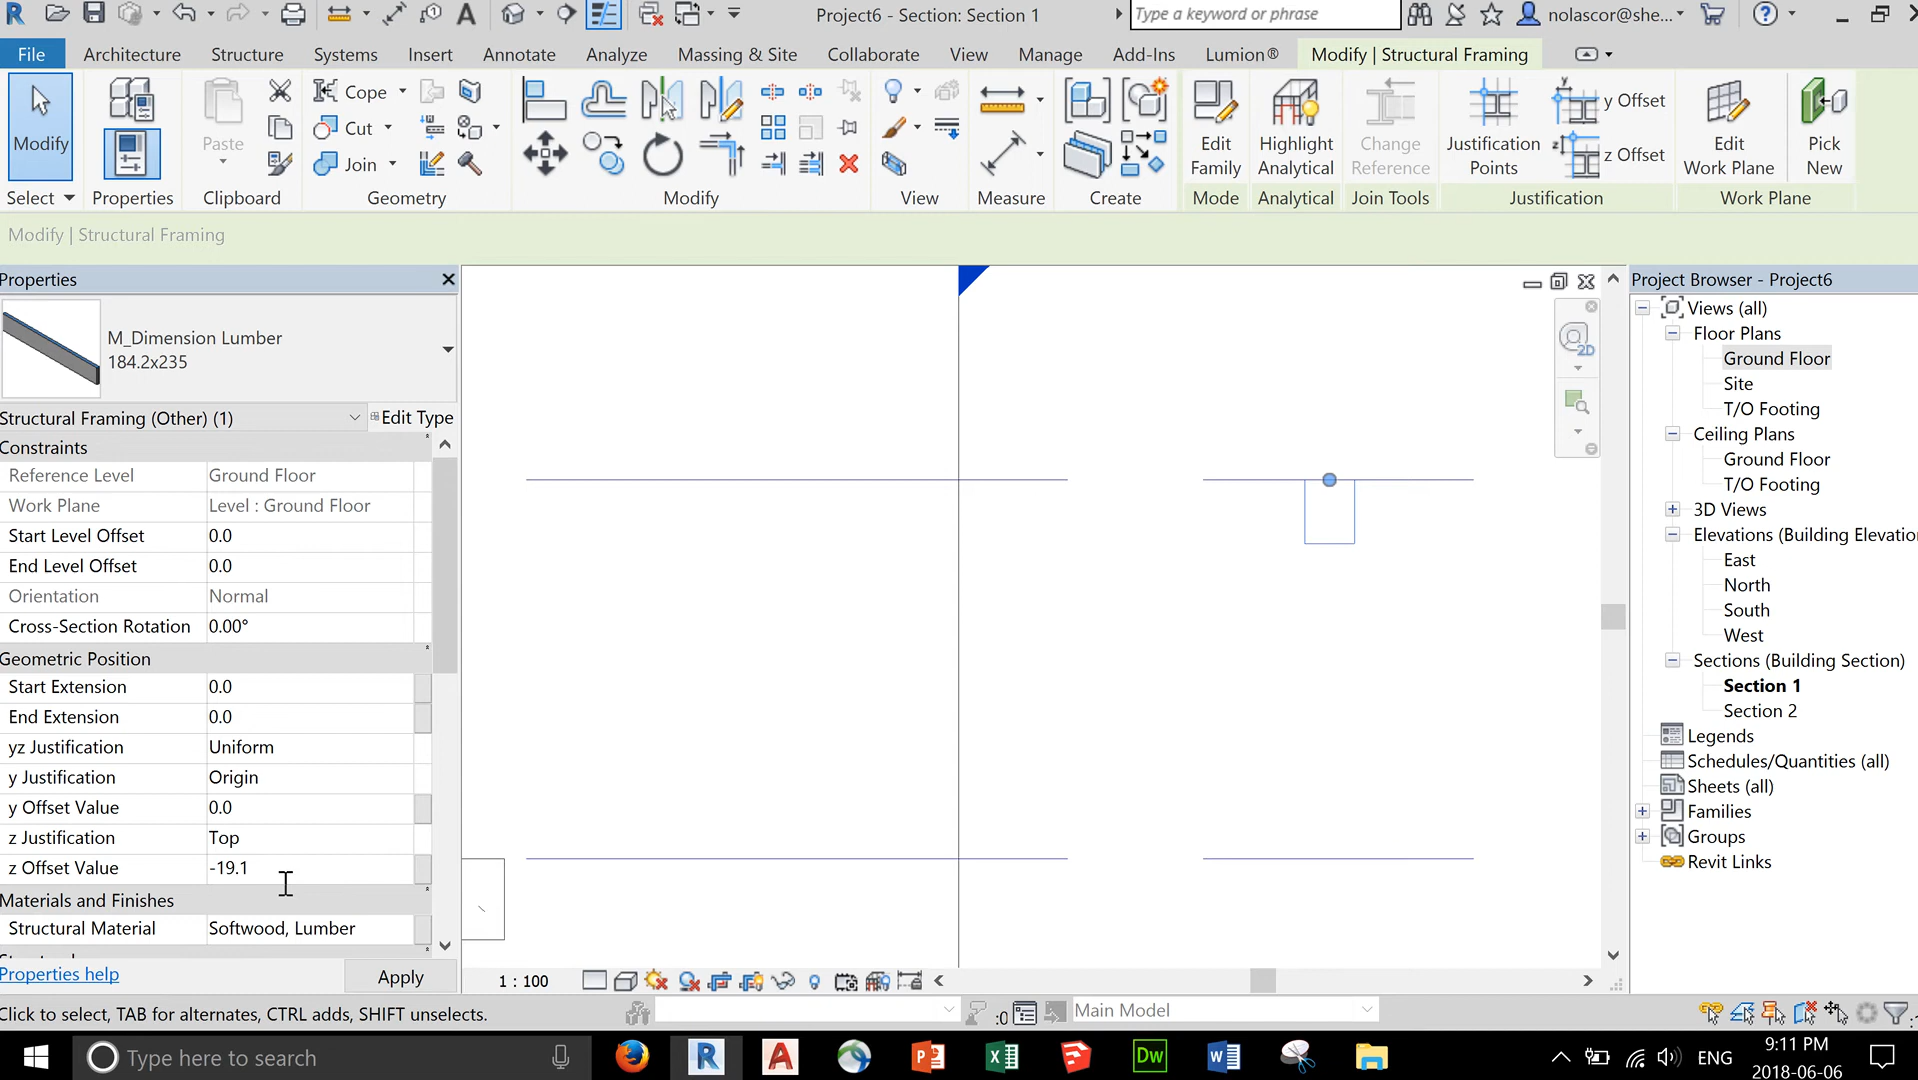 Project6 - Section: Section 1
Type a keyword or phrase
nolascor@she...
File
Architecture
Structure
Systems
Insert
Annotate
Analyze
Massing & Site
Collaborate
View
Manage
Add-Ins
Lumion®
Modify | Structural Framing
Modify
Paste
Cope
Cut
Join
Edit Family
Highlight Analytical
Change Reference
Justification Points
y Offset
z Offset
Edit Work Plane
Pick New
Select
Properties
Clipboard
Geometry
Modify
View
Measure
Create
Mode
Analytical
Join Tools
Justification
Work Plane
Modify | Structural Framing
Properties
M_Dimension Lumber
184.2x235
Structural Framing (Other) (1)
Edit Type
Constraints
Reference Level Ground Floor
Work Plane Level : Ground Floor
Start Level Offset 0.0
End Level Offset 0.0
Orientation Normal
Cross-Section Rotation 0.00°
Geometric Position
Start Extension 0.0
End Extension 0.0
yz Justification Uniform
y Justification Origin
y Offset Value 0.0
z Justification Top
z Offset Value -19.1
Materials and Finishes
Structural Material Softwood, Lumber
Properties help
Apply
2D
1 : 100
Project Browser - Project6
Views (all)
Floor Plans
Ground Floor
Site
T/O Footing
Ceiling Plans
Ground Floor
T/O Footing
3D Views
Elevations (Building Elevatio
East
North
South
West
Sections (Building Section)
Section 1
Section 2
Legends
Schedules/Quantities (all)
Sheets (all)
Families
Groups
Revit Links
Click to select, TAB for alternates, CTRL adds, SHIFT unselects.
:0
Main Model
Type here to search
Dw
ENG
9:11 PM
2018-06-06